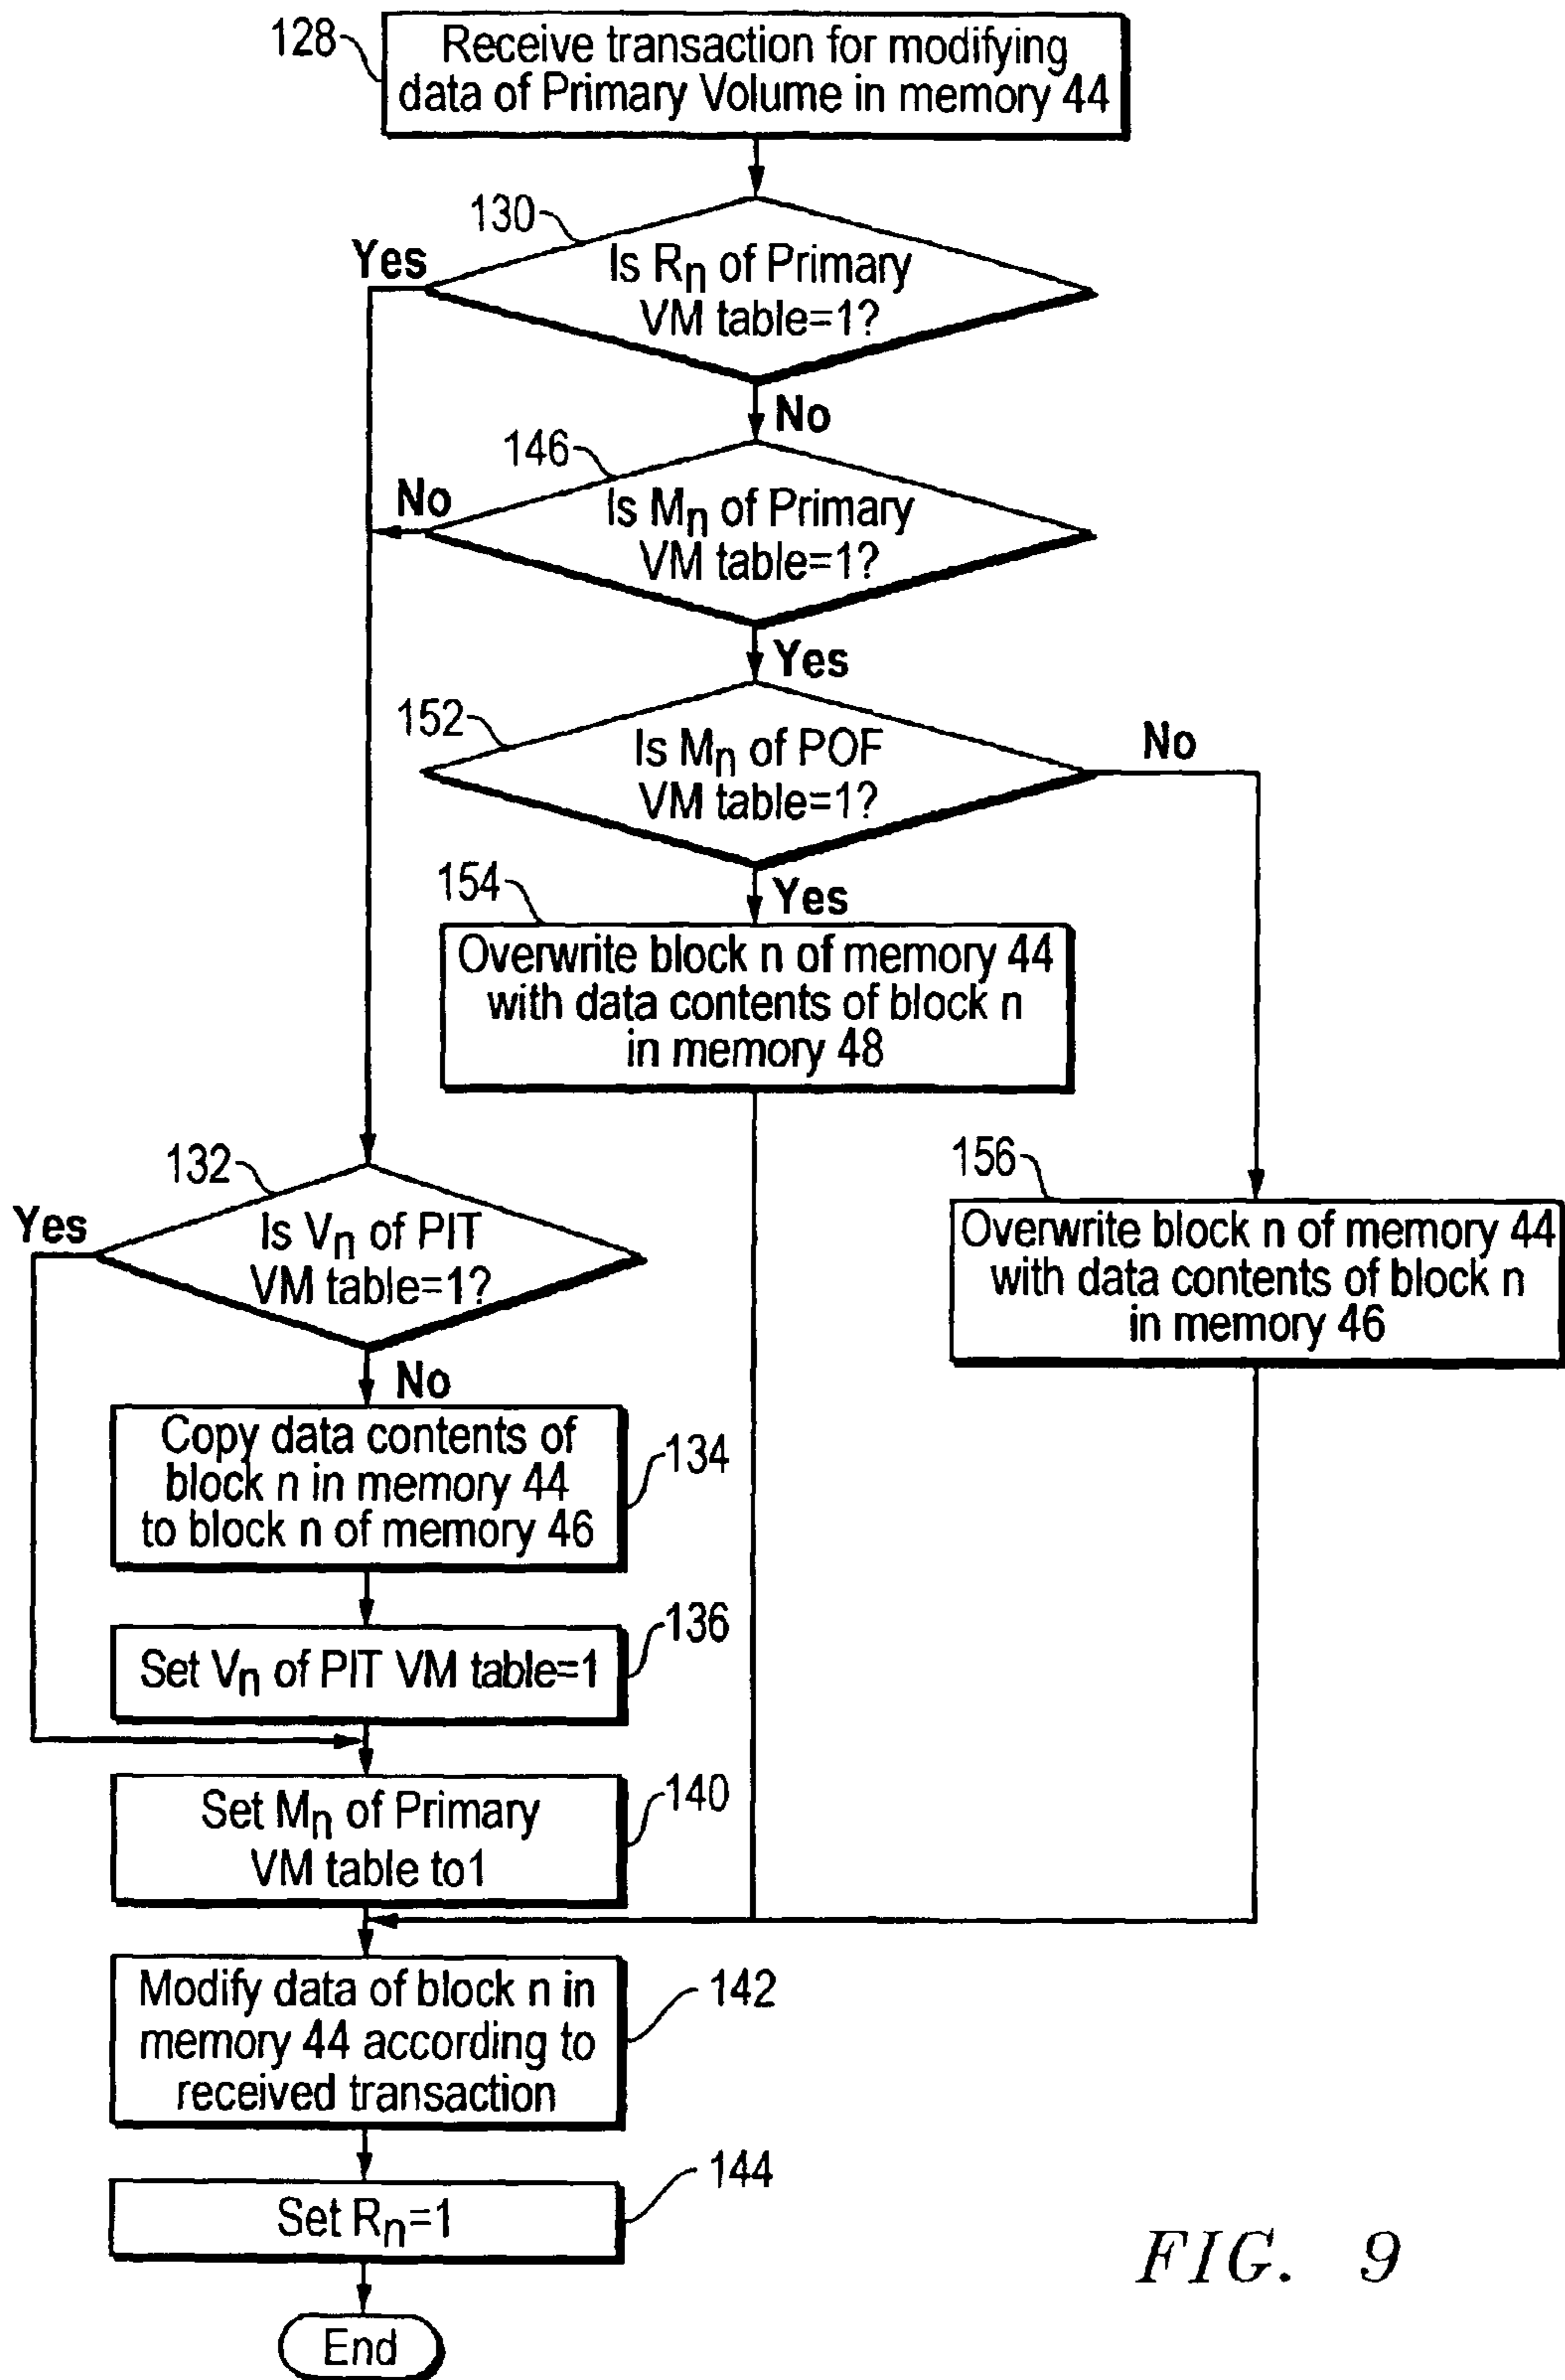 128
Receive transaction for modifying
data of Primary Volume in memory 44
130
Yes
Is Rn of Primary
VM table=1?
No
146
No
Is Mn of Primary
VM table=1?
Yes
152
No
Is Mn of POF
VM table=1?
154
Yes
Overwrite block n of memory 44
with data contents of block n
in memory 48
132
156
Yes
Is Vn of PIT
VM table=1?
Overwrite block n of memory 44
with data contents of block n
in memory 46
No
Copy data contents of
block n in memory 44
to block n of memory 46
134
136
Set Vn of PIT VM table=1
140
Set Mn of Primary
VM table to1
Modify data of block n in
memory 44 according to
received transaction
142
144
Set Rn=1
FIG. 9
End